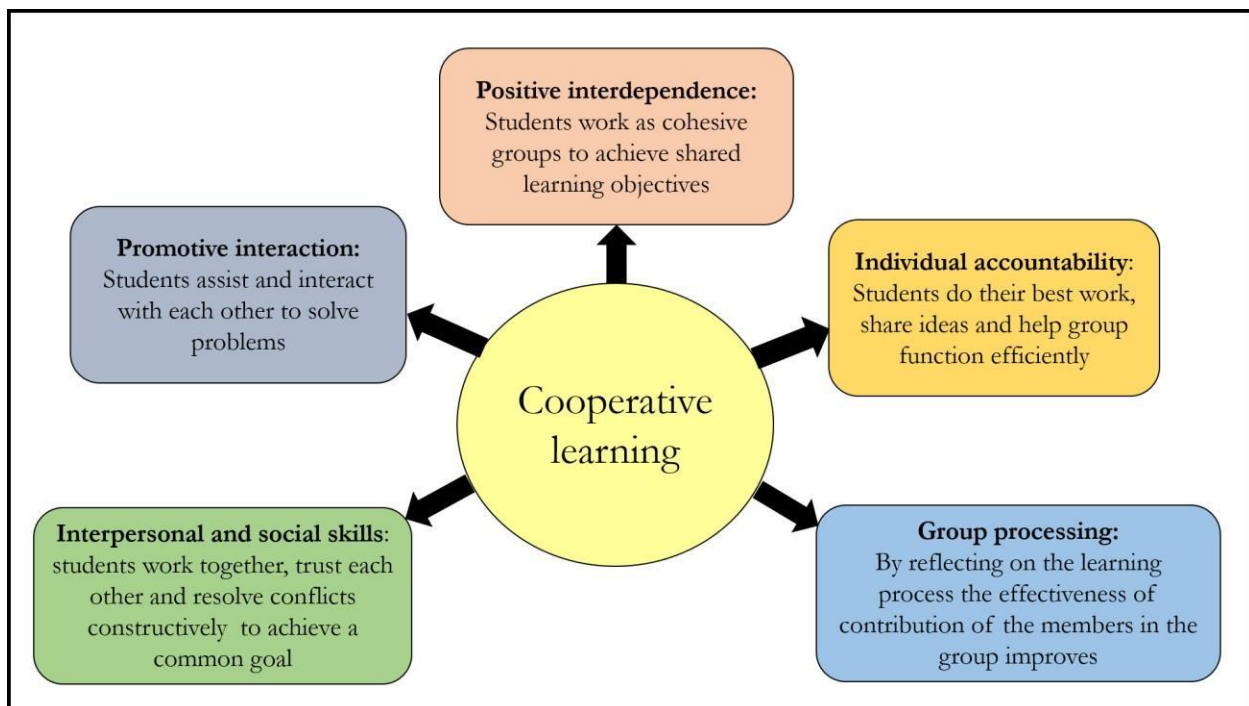 Positive interdependence:
Students work as cohesive
groups to achieve shared
learning objectives
Promotive interaction:
Students assist and interact
with each other to solve
problems
Individual accountability:
Students do their best work,
share ideas and help group
function efficiently
Cooperative
learning
Interpersonal and social skills:
students work together, trust each
other and resolve conflicts
constructively to achieve a
common goal
Group processing:
By reflecting on the learning
process the effectiveness of
contribution of the members in the
group improves